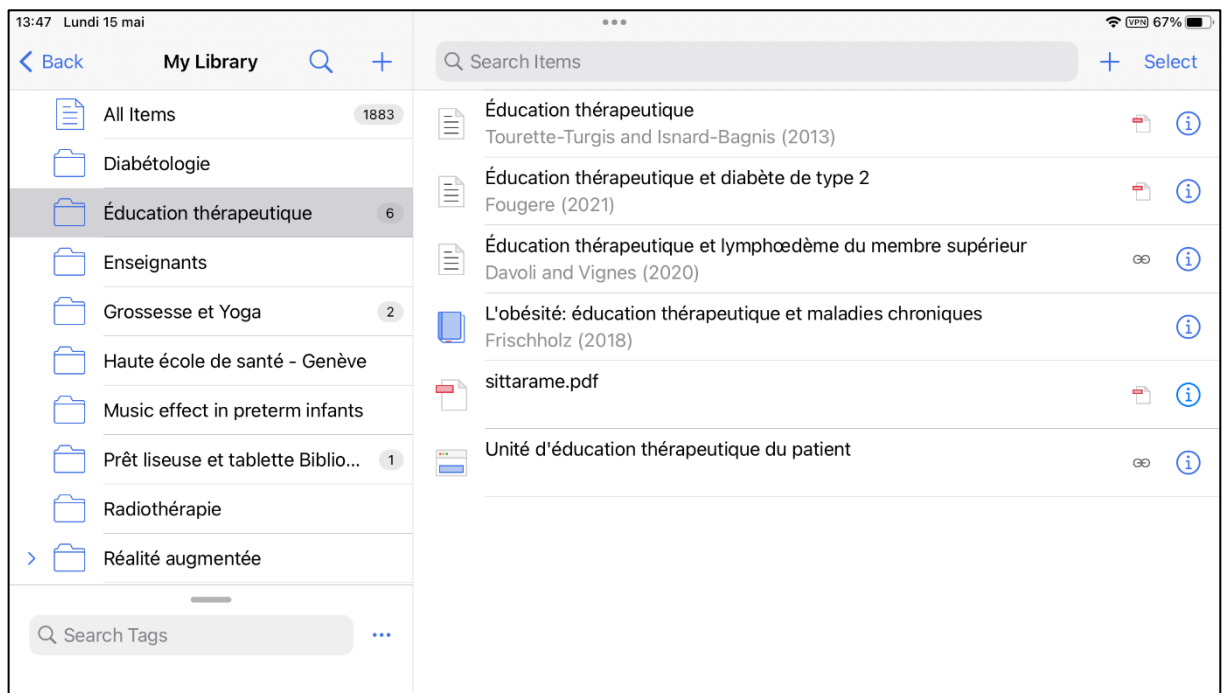 13:47 Lundi 15 mai
VPN 67%
Back
My Library
Search Items
Select
All Items 1883
Diabétologie
Éducation thérapeutique 6
Enseignants
Grossesse et Yoga 2
Haute école de santé - Genève
Music effect in preterm infants
Prêt liseuse et tablette Biblio... 1
Radiothérapie
Réalité augmentée
Search Tags
Éducation thérapeutique
Tourette-Turgis and Isnard-Bagnis (2013)
Éducation thérapeutique et diabète de type 2
Fougere (2021)
Éducation thérapeutique et lymphœdème du membre supérieur
Davoli and Vignes (2020)
L'obésité: éducation thérapeutique et maladies chroniques
Frischholz (2018)
sittarame.pdf
Unité d'éducation thérapeutique du patient